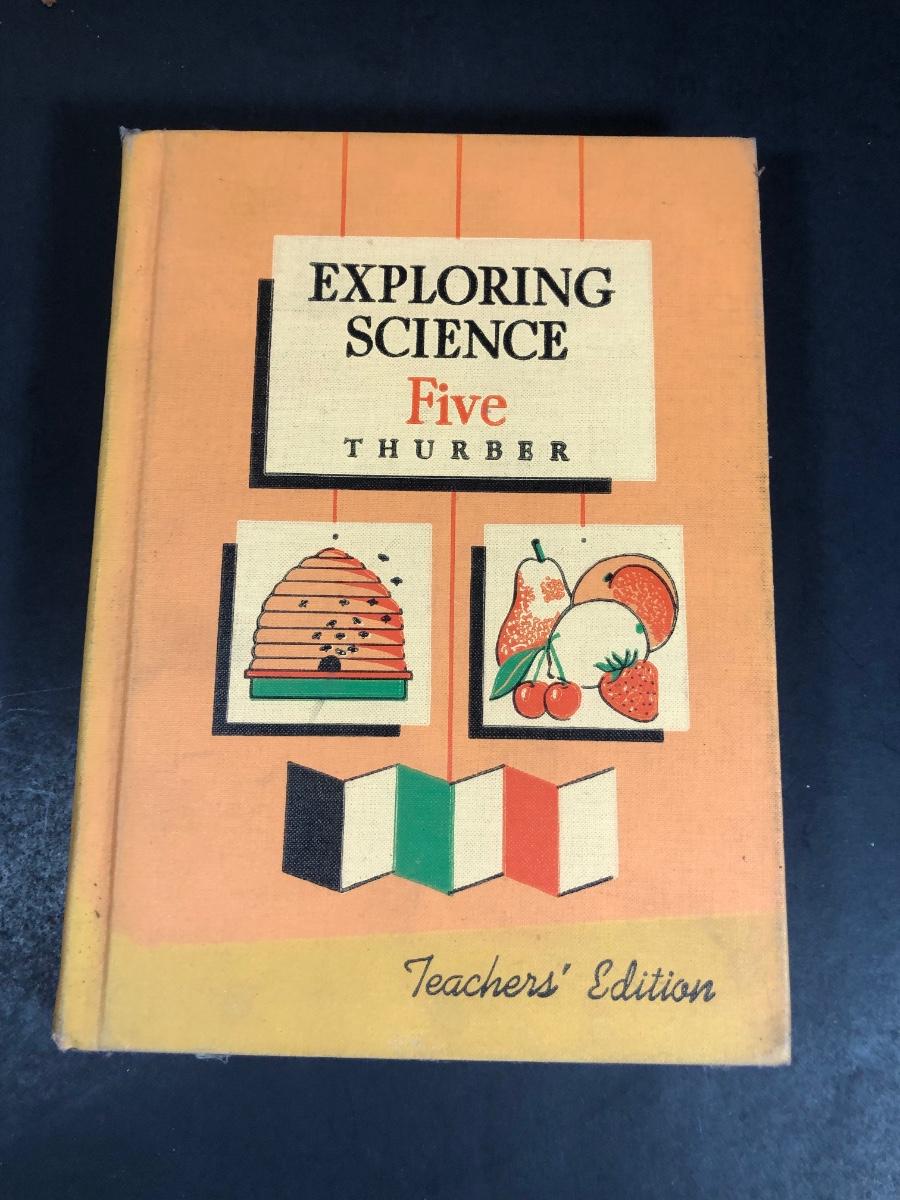 EXPLORING
SCIENCE
Five
THURBER
Teachers' Edition